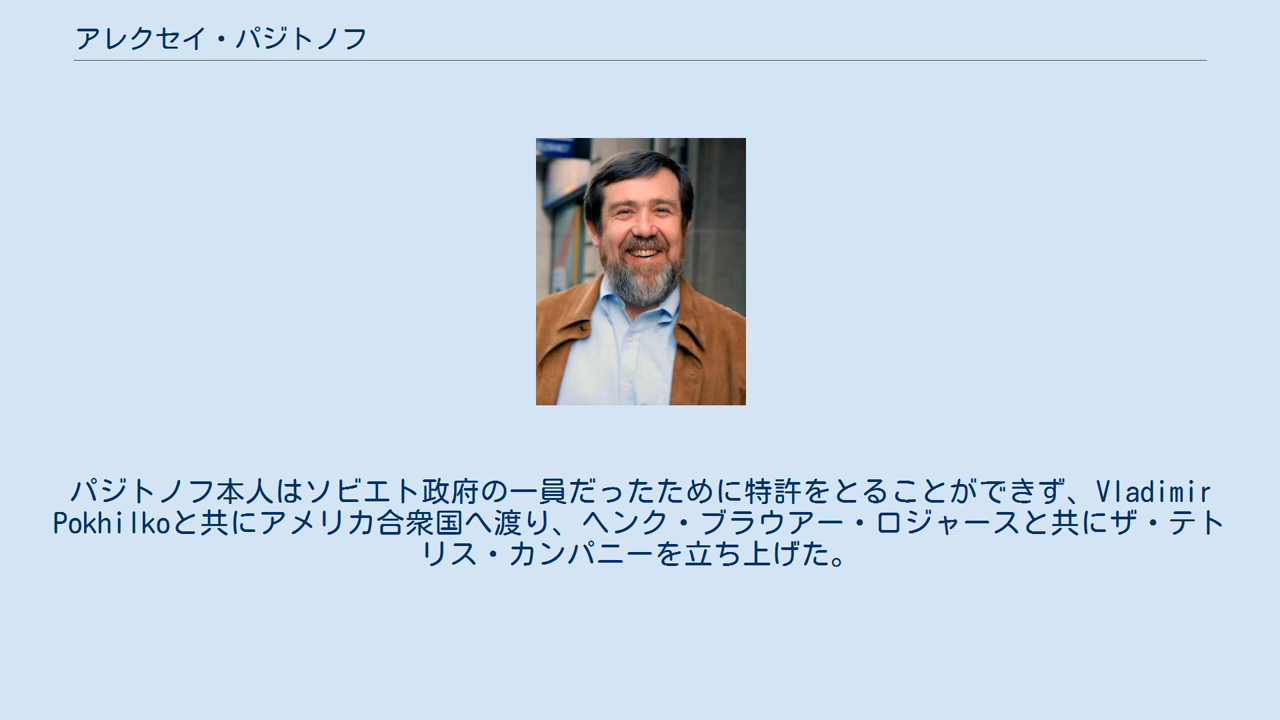 アレクセイ・パジトノフ
パジトノフ本人はソビエト政府の一員だったために特許をとることができず、Vladimir
Pokhilkoと共にアメリカ合衆国へ渡り、ヘンク・ブラウアー・ロジャースと共にザ・テト
リス・カンパニーを立ち上げた。